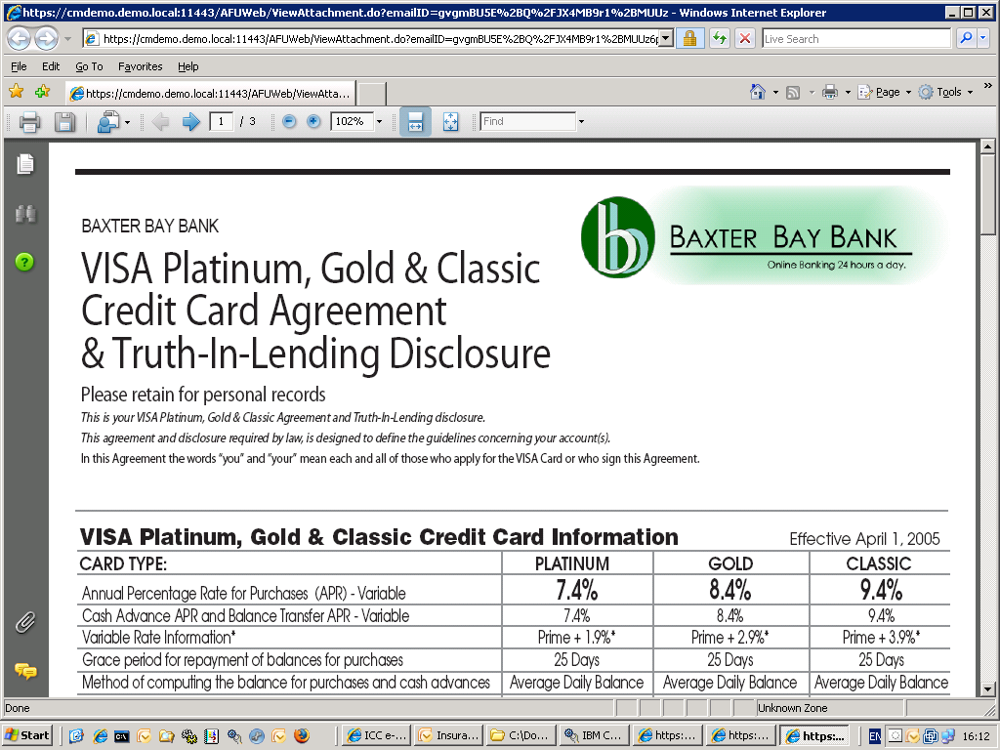 https://cmdemo.demo.local:11443/AFUWeb/ViewAttachment.do?emailID=gvgmBU5E%2BQ%2FJX4MB9r1%2BMUUz - Windows Internet Explorer
https://cmdemo.demo.local:11443/AFUWeb/ViewAttachment.do?emailID=gvgmBU5E%2BQ%2FJX4MB9r1%2BMUUz6p
Live Search
File Edit Go To Favorites Help
https://cmdemo.demo.local:11443/AFUWeb/ViewAtta...
Page Tools
1 / 3 102% Find
BAXTER BAY BANK
BAXTER BAY BANK
Online Banking 24 hours a day.
VISA Platinum, Gold & Classic
Credit Card Agreement
& Truth-In-Lending Disclosure
Please retain for personal records
This is your VISA Platinum, Gold & Classic Agreement and Truth-In-Lending disclosure.
This agreement and disclosure required by law, is designed to define the guidelines concerning your account(s).
In this Agreement the words “you” and “your” mean each and all of those who apply for the VISA Card or who sign this Agreement.
VISA Platinum, Gold & Classic Credit Card Information Effective April 1, 2005
CARD TYPE: PLATINUM GOLD CLASSIC
Annual Percentage Rate for Purchases (APR) - Variable 7.4% 8.4% 9.4%
Cash Advance APR and Balance Transfer APR - Variable 7.4% 8.4% 9.4%
Variable Rate Information* Prime + 1.9%* Prime + 2.9%* Prime + 3.9%*
Grace period for repayment of balances for purchases 25 Days 25 Days 25 Days
Method of computing the balance for purchases and cash advances Average Daily Balance Average Daily Balance Average Daily Balance
Done Unknown Zone
Start ICC e-... Insura... C:\Do... IBM C... https:... https:... https:... EN 16:12